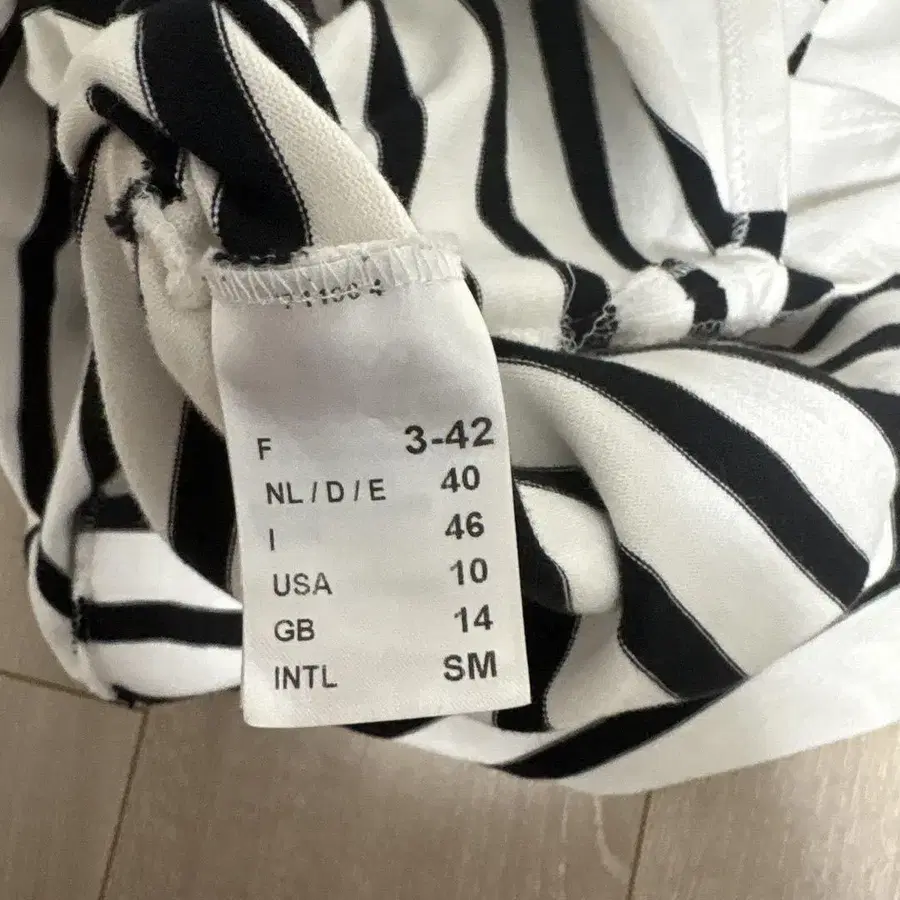 F 3-42
NL / D / E 40
I 46
USA 10
GB 14
INTL SM